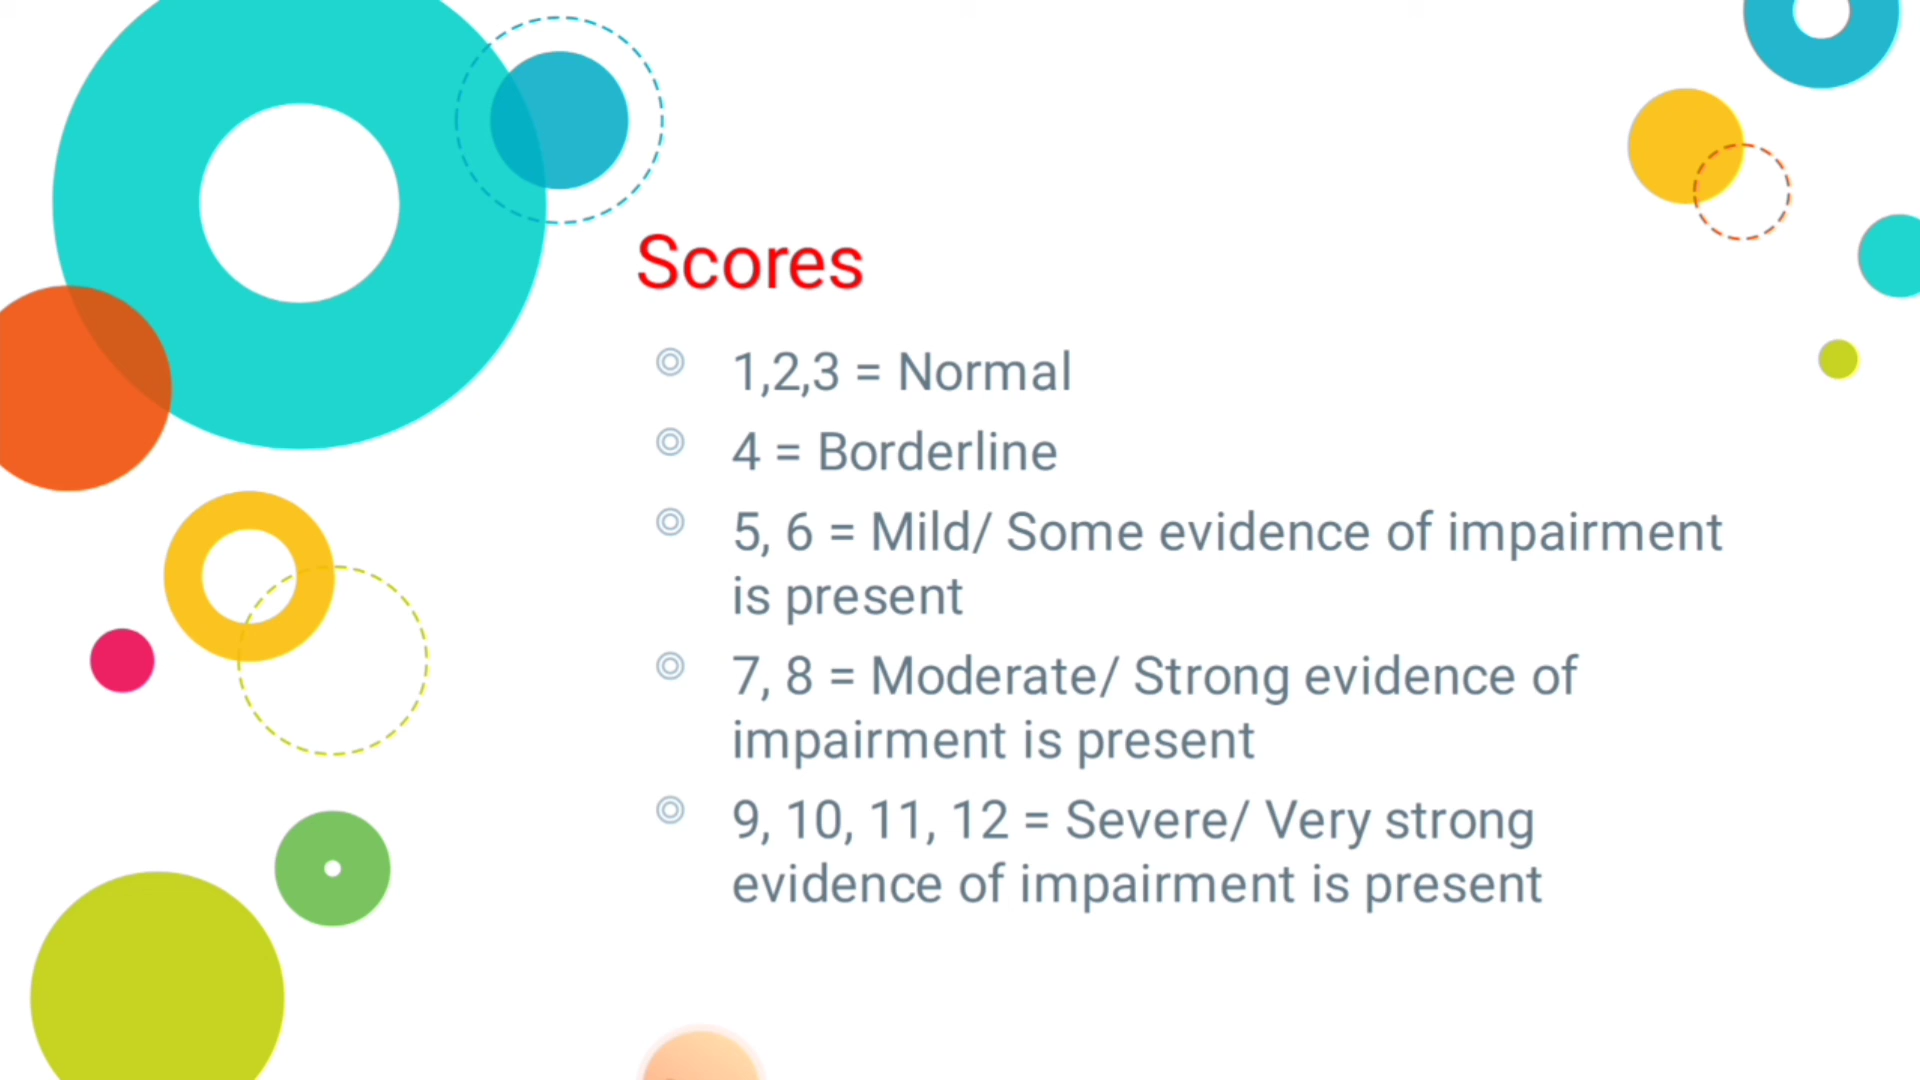 Scores
1,2,3 = Normal
4 = Borderline
5, 6 = Mild/ Some evidence of impairment
is present
7, 8 = Moderate/ Strong evidence of
impairment is present
9, 10, 11, 12 = Severe/ Very strong
evidence of impairment is present